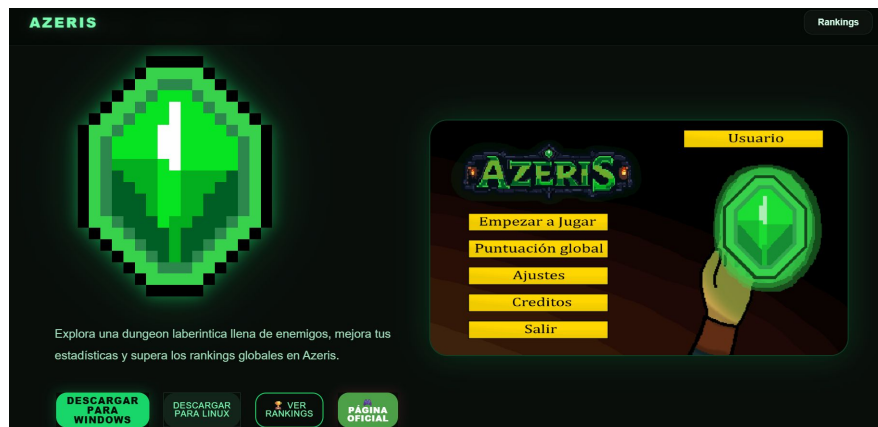 AZERIS
Rankings
Usuario
AZERIS
Empezar a Jugar
Puntuación global
Ajustes
Creditos
Salir
Explora una dungeon laberintica llena de enemigos, mejora tus
estadísticas y supera los rankings globales en Azeris.
DESCARGAR
PARA
WINDOWS
DESCARGAR
PARA LINUX
🏆 VER
RANKINGS
PÁGINA
OFICIAL